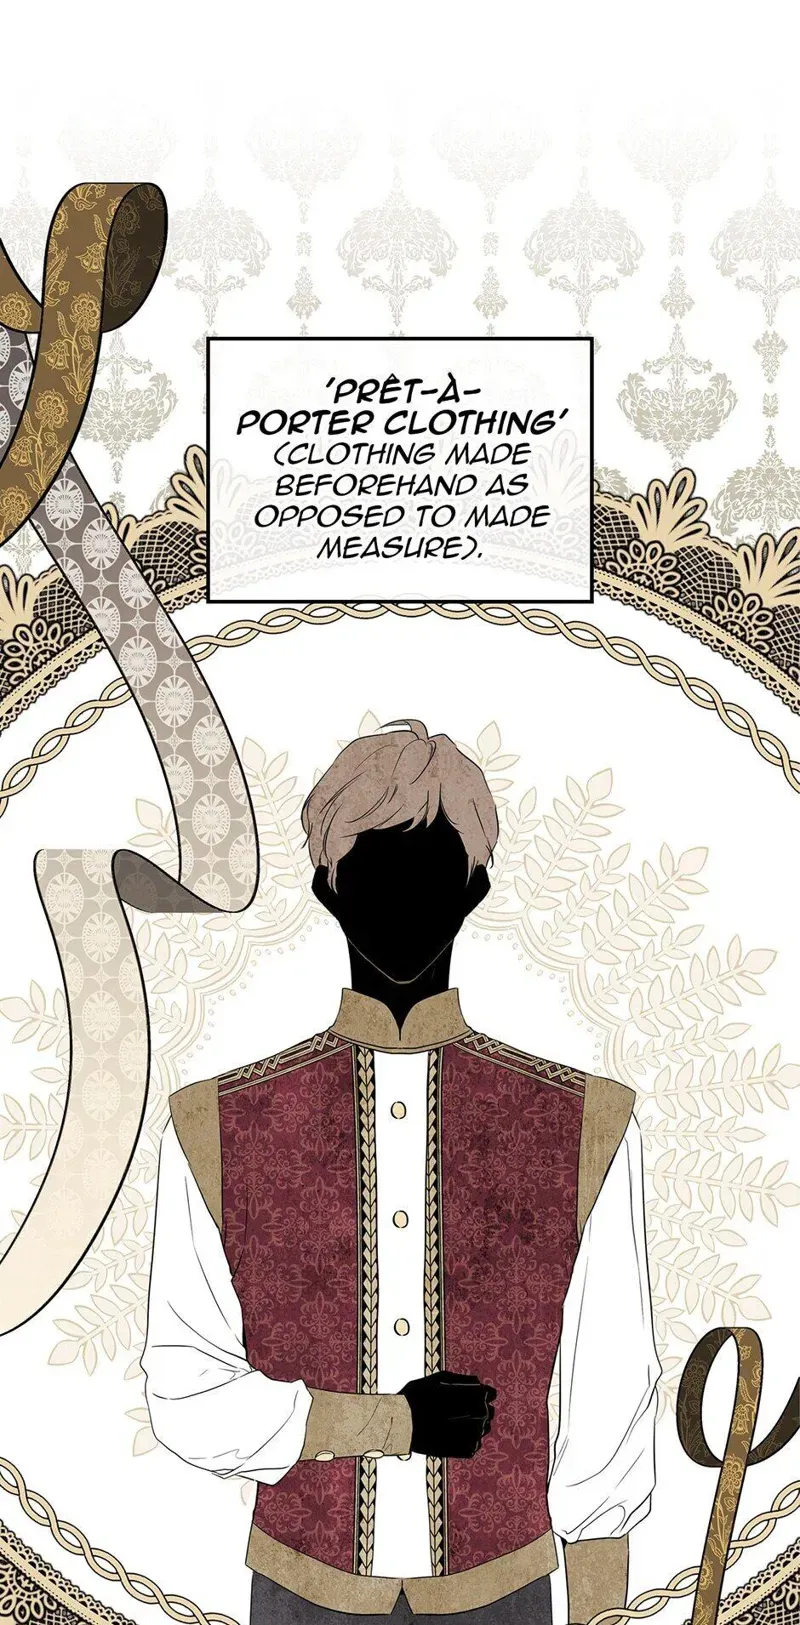 'PRÊT-À-
PORTER CLOTHING'
(CLOTHING MADE
BEFOREHAND AS
OPPOSED TO MADE
MEASURE).